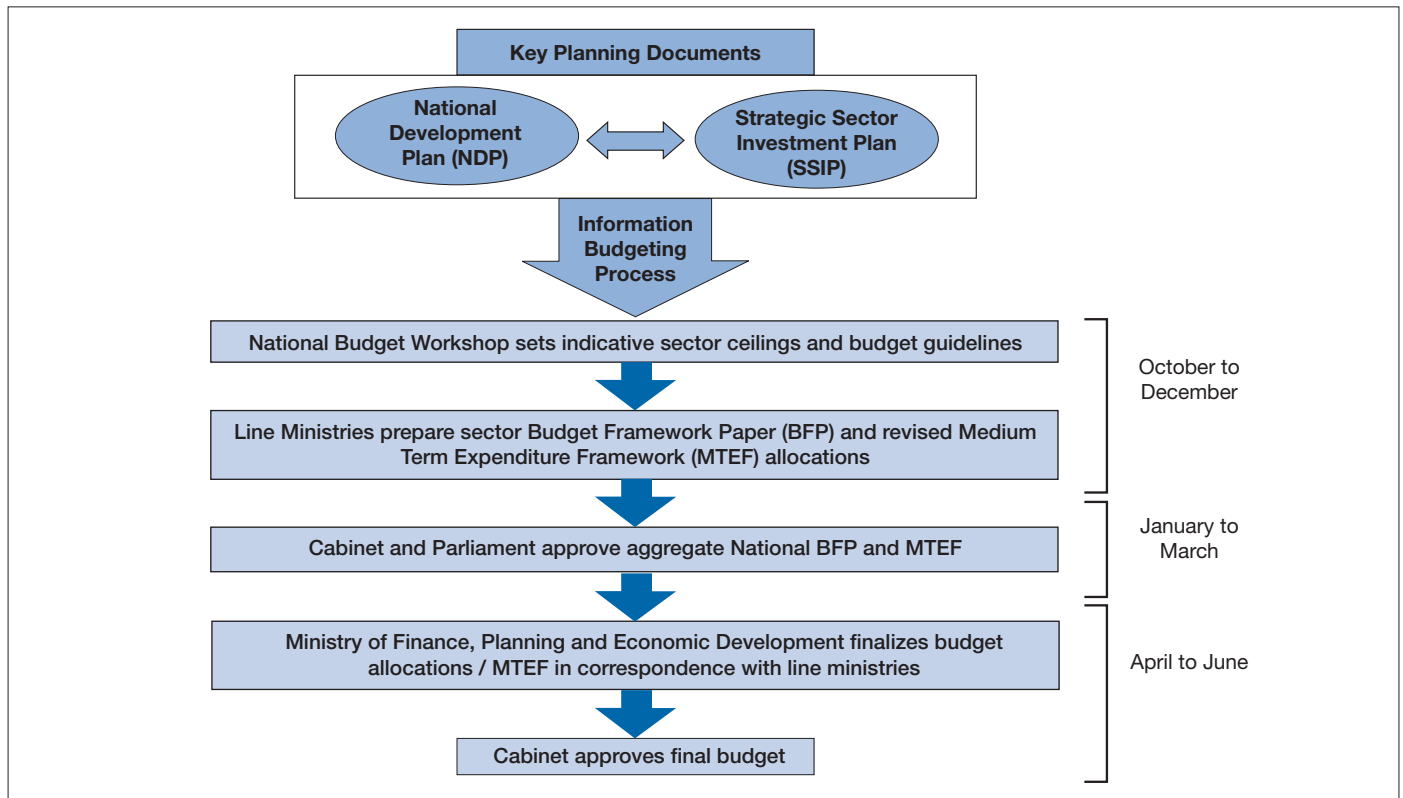 Key Planning Documents
National
Development
Plan (NDP)
Strategic Sector
Investment Plan
(SSIP)
Information
Budgeting
Process
National Budget Workshop sets indicative sector ceilings and budget guidelines
October to
December
Line Ministries prepare sector Budget Framework Paper (BFP) and revised Medium
Term Expenditure Framework (MTEF) allocations
Cabinet and Parliament approve aggregate National BFP and MTEF
January to
March
Ministry of Finance, Planning and Economic Development finalizes budget
allocations / MTEF in correspondence with line ministries
April to June
Cabinet approves final budget